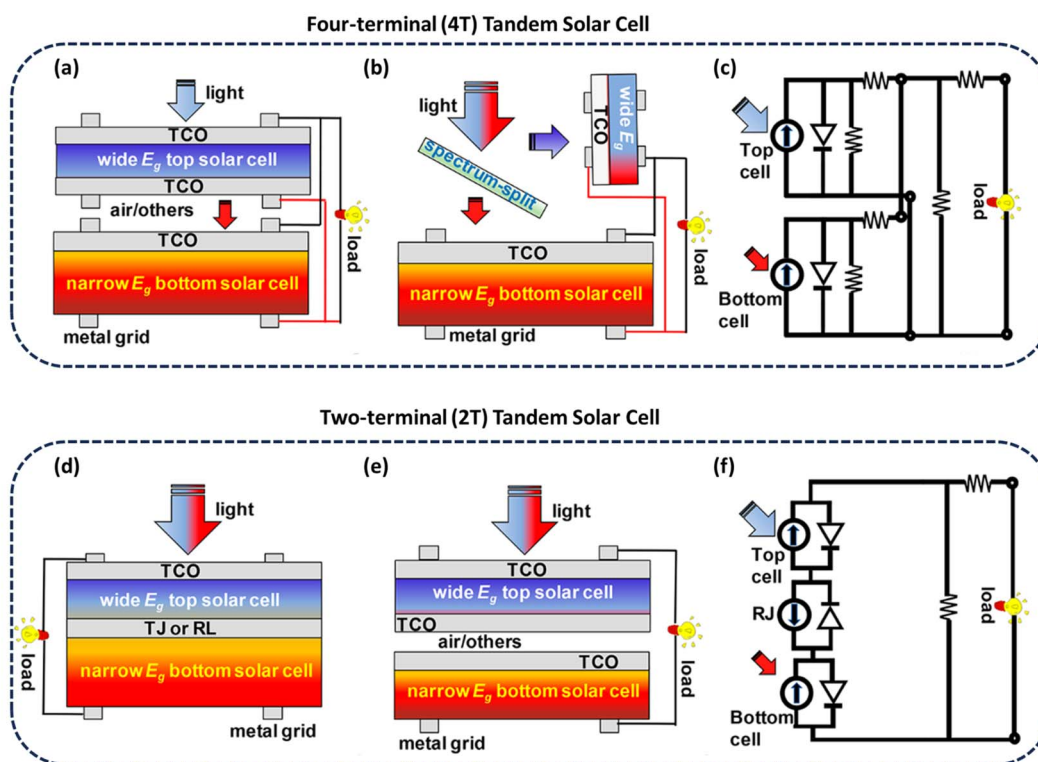 Four-terminal (4T) Tandem Solar Cell
(a)
light
TCO
wide Eg top solar cell
TCO
air/others
TCO
narrow Eg bottom solar cell
metal grid
load
(b)
light
spectrum-split
TCO
wide Eg
TCO
narrow Eg bottom solar cell
metal grid
load
(c)
Top
cell
Bottom
cell
load
Two-terminal (2T) Tandem Solar Cell
(d)
light
TCO
wide Eg top solar cell
TJ or RL
narrow Eg bottom solar cell
metal grid
load
(e)
light
TCO
wide Eg top solar cell
TCO
air/others
TCO
narrow Eg bottom solar cell
metal grid
load
(f)
Top
cell
RJ
Bottom
cell
load